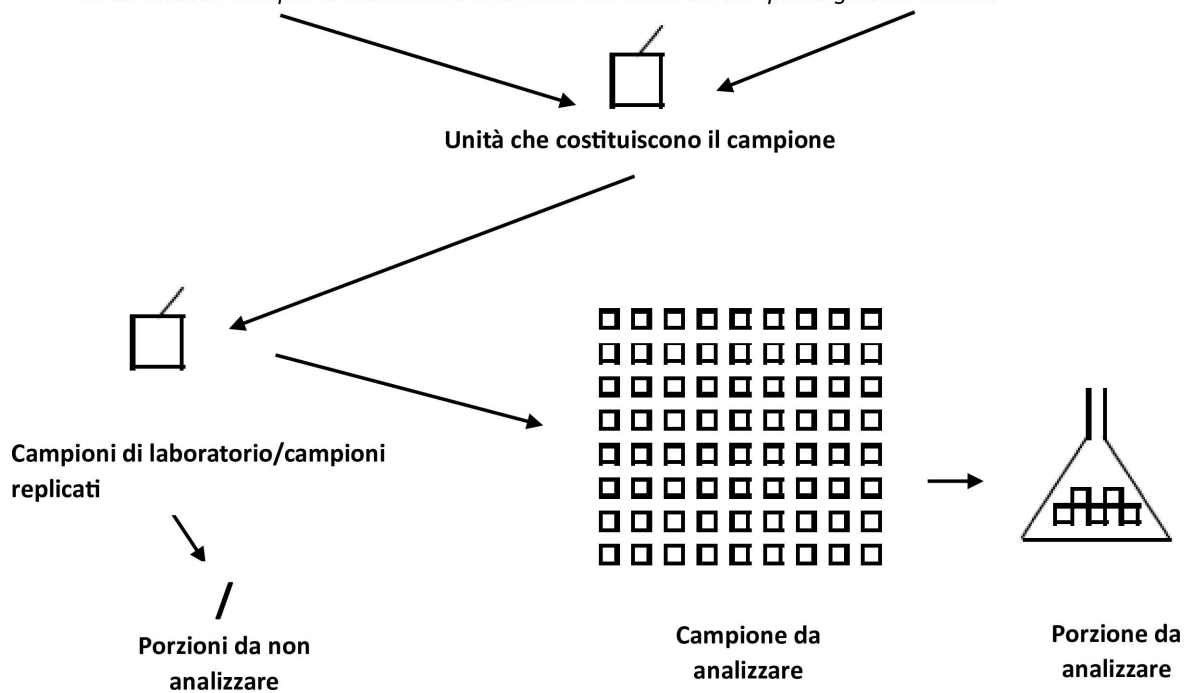 Unità che costituiscono il campione
Campioni di laboratorio/campioni
replicati
Porzioni da non
analizzare
Campione da
analizzare
Porzione da
analizzare